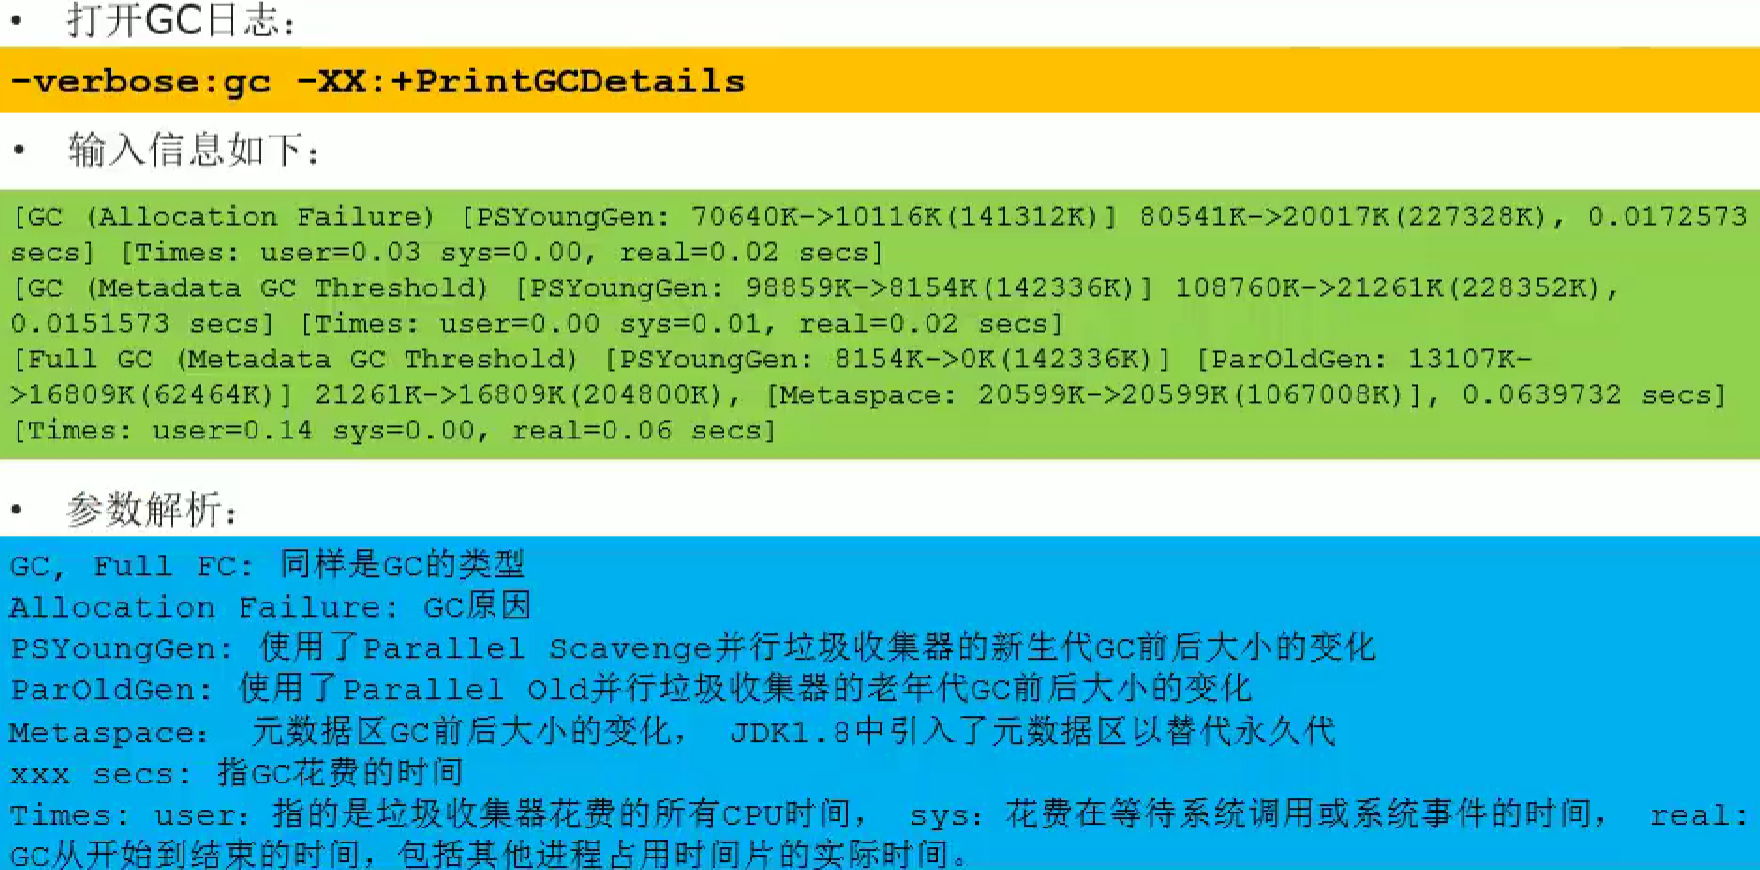 • 打开GC日志：
-verbose:gc -XX:+PrintGCDetails
• 输入信息如下：
[GC (Allocation Failure) [PSYoungGen: 70640K->10116K(141312K)] 80541K->20017K(227328K), 0.0172573
secs] [Times: user=0.03 sys=0.00, real=0.02 secs]
[GC (Metadata GC Threshold) [PSYoungGen: 98859K->8154K(142336K)] 108760K->21261K(228352K),
0.0151573 secs] [Times: user=0.00 sys=0.01, real=0.02 secs]
[Full GC (Metadata GC Threshold) [PSYoungGen: 8154K->0K(142336K)] [ParOldGen: 13107K-
>16809K(62464K)] 21261K->16809K(204800K), [Metaspace: 20599K->20599K(1067008K)], 0.0639732 secs]
[Times: user=0.14 sys=0.00, real=0.06 secs]
• 参数解析：
GC, Full FC: 同样是GC的类型
Allocation Failure: GC原因
PSYoungGen: 使用了Parallel Scavenge并行垃圾收集器的新生代GC前后大小的变化
ParOldGen: 使用了Parallel Old并行垃圾收集器的老年代GC前后大小的变化
Metaspace: 元数据区GC前后大小的变化， JDK1.8中引入了元数据区以替代永久代
xxx secs: 指GC花费的时间
Times: user: 指的是垃圾收集器花费的所有CPU时间， sys: 花费在等待系统调用或系统事件的时间， real:
GC从开始到结束的时间，包括其他进程占用时间片的实际时间。